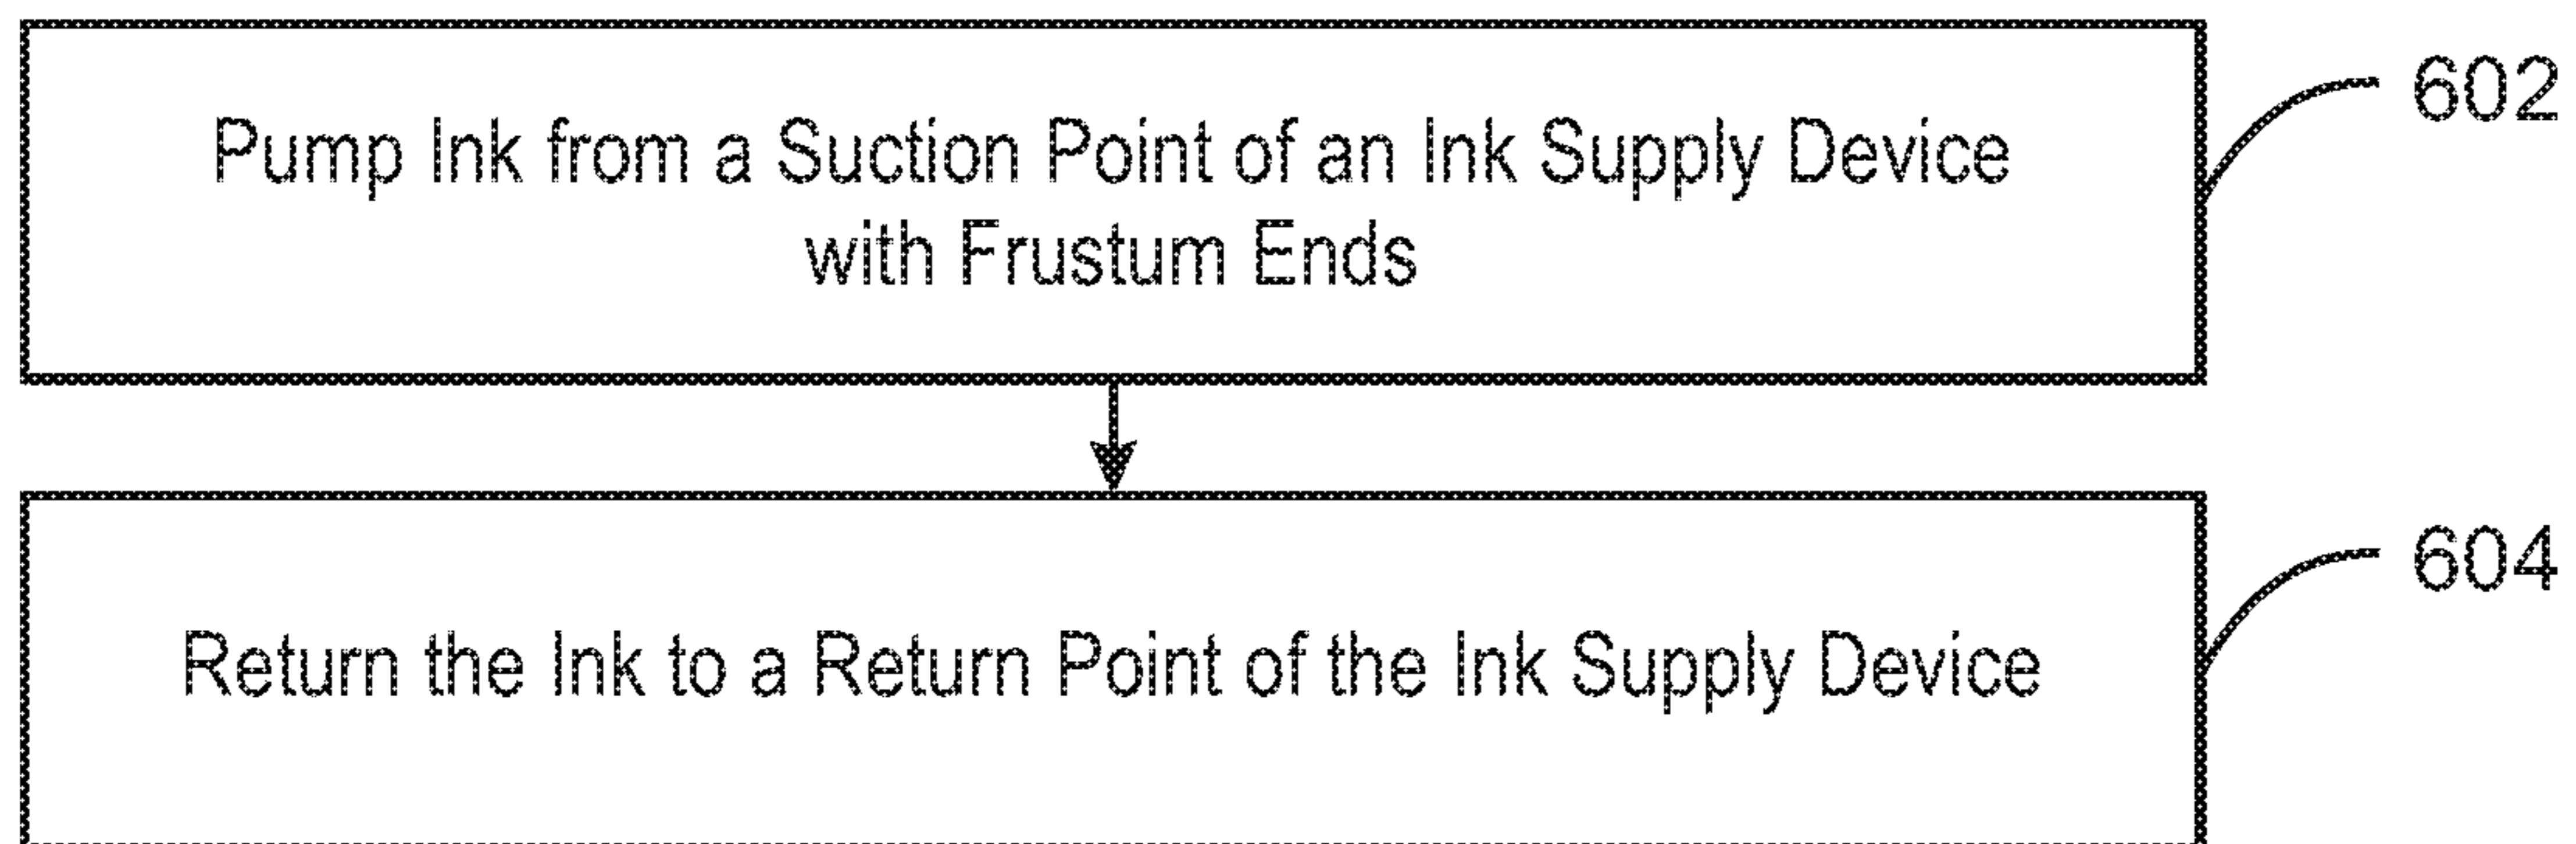 Pump Ink from a Suction Point of an Ink Supply Device
with Frustum Ends
602
Return the Ink to a Return Point of the Ink Supply Device
604